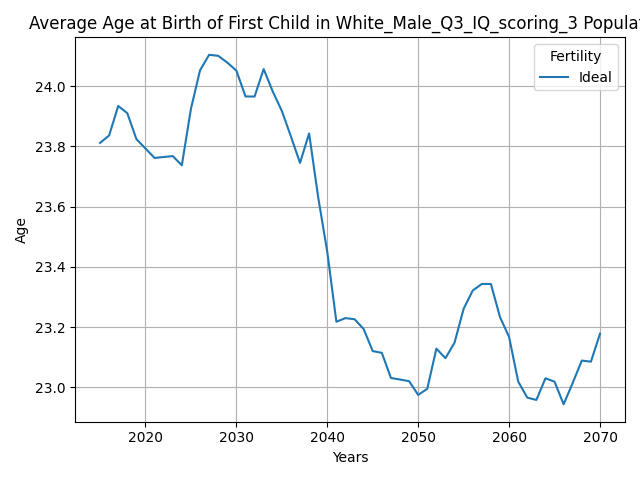 Average Age at Birth of First Child in White_Male_Q3_IQ_scoring_3
Fertility
Ideal
24.0
23.8
23.6
23.4
23.2
23.0
Age
2020 2030 2040 2050 2060 2070
Years